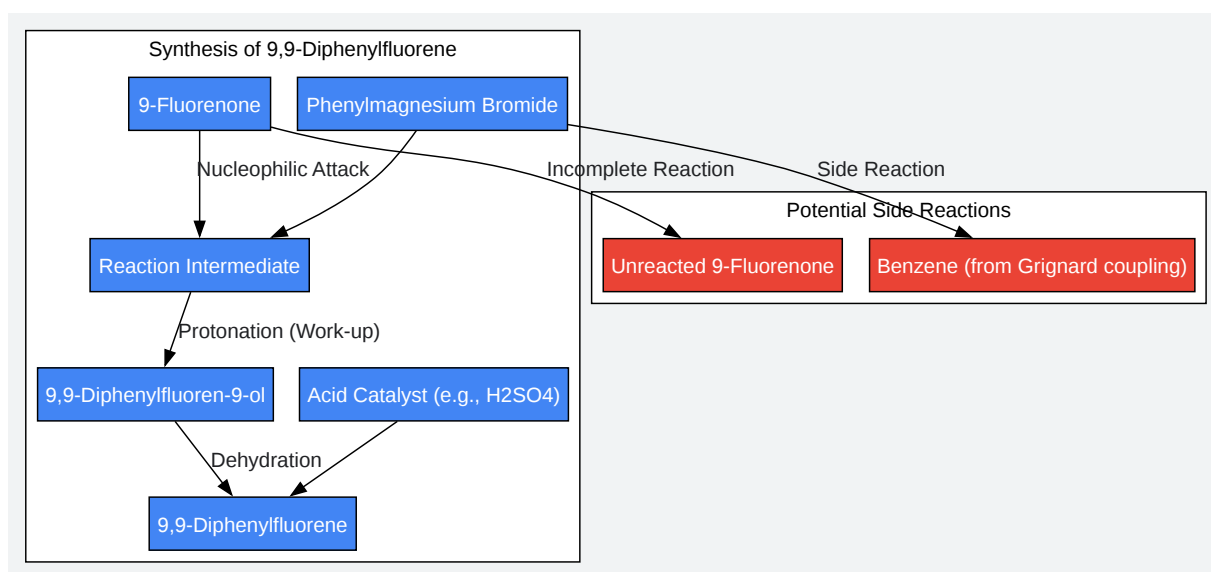 Synthesis of 9,9-Diphenylfluorene
9-Fluorenone
Phenylmagnesium Bromide
Nucleophilic Attack
Incomplete Reaction
Side Reaction
Potential Side Reactions
Reaction Intermediate
Unreacted 9-Fluorenone
Benzene (from Grignard coupling)
Protonation (Work-up)
9,9-Diphenylfluoren-9-ol
Acid Catalyst (e.g., H2SO4)
Dehydration
9,9-Diphenylfluorene